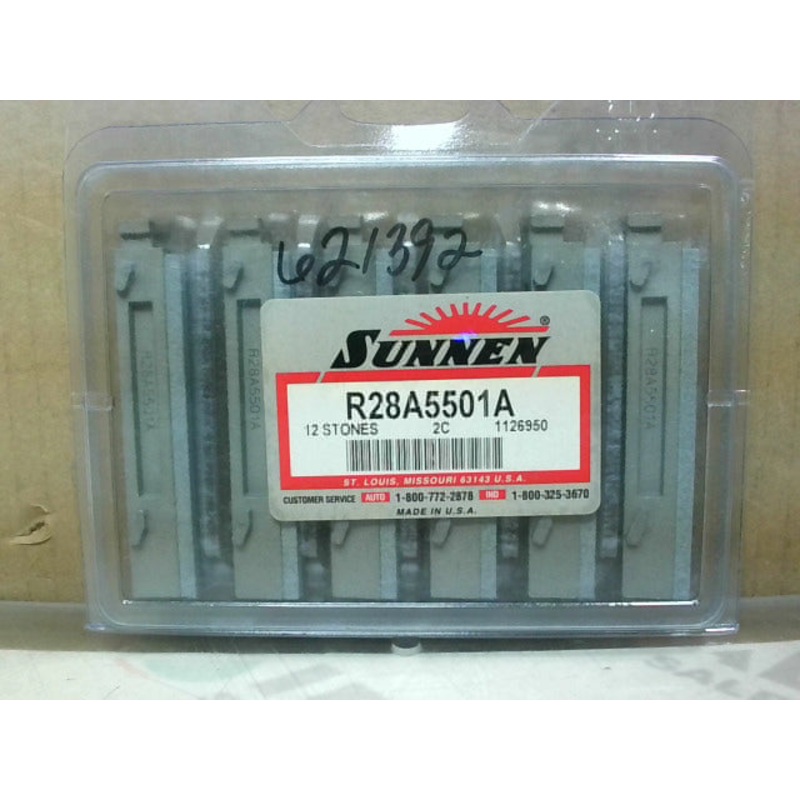 621392
SUNNEN®
R28A5501A
12 STONES 2C 1126950
ST. LOUIS, MISSOURI 63143 U.S.A.
CUSTOMER SERVICE AUTO 1-800-772-2878 IND 1-800-325-3670
MADE IN U.S.A.
R28A5501A
R28A5501A
R28A5501A